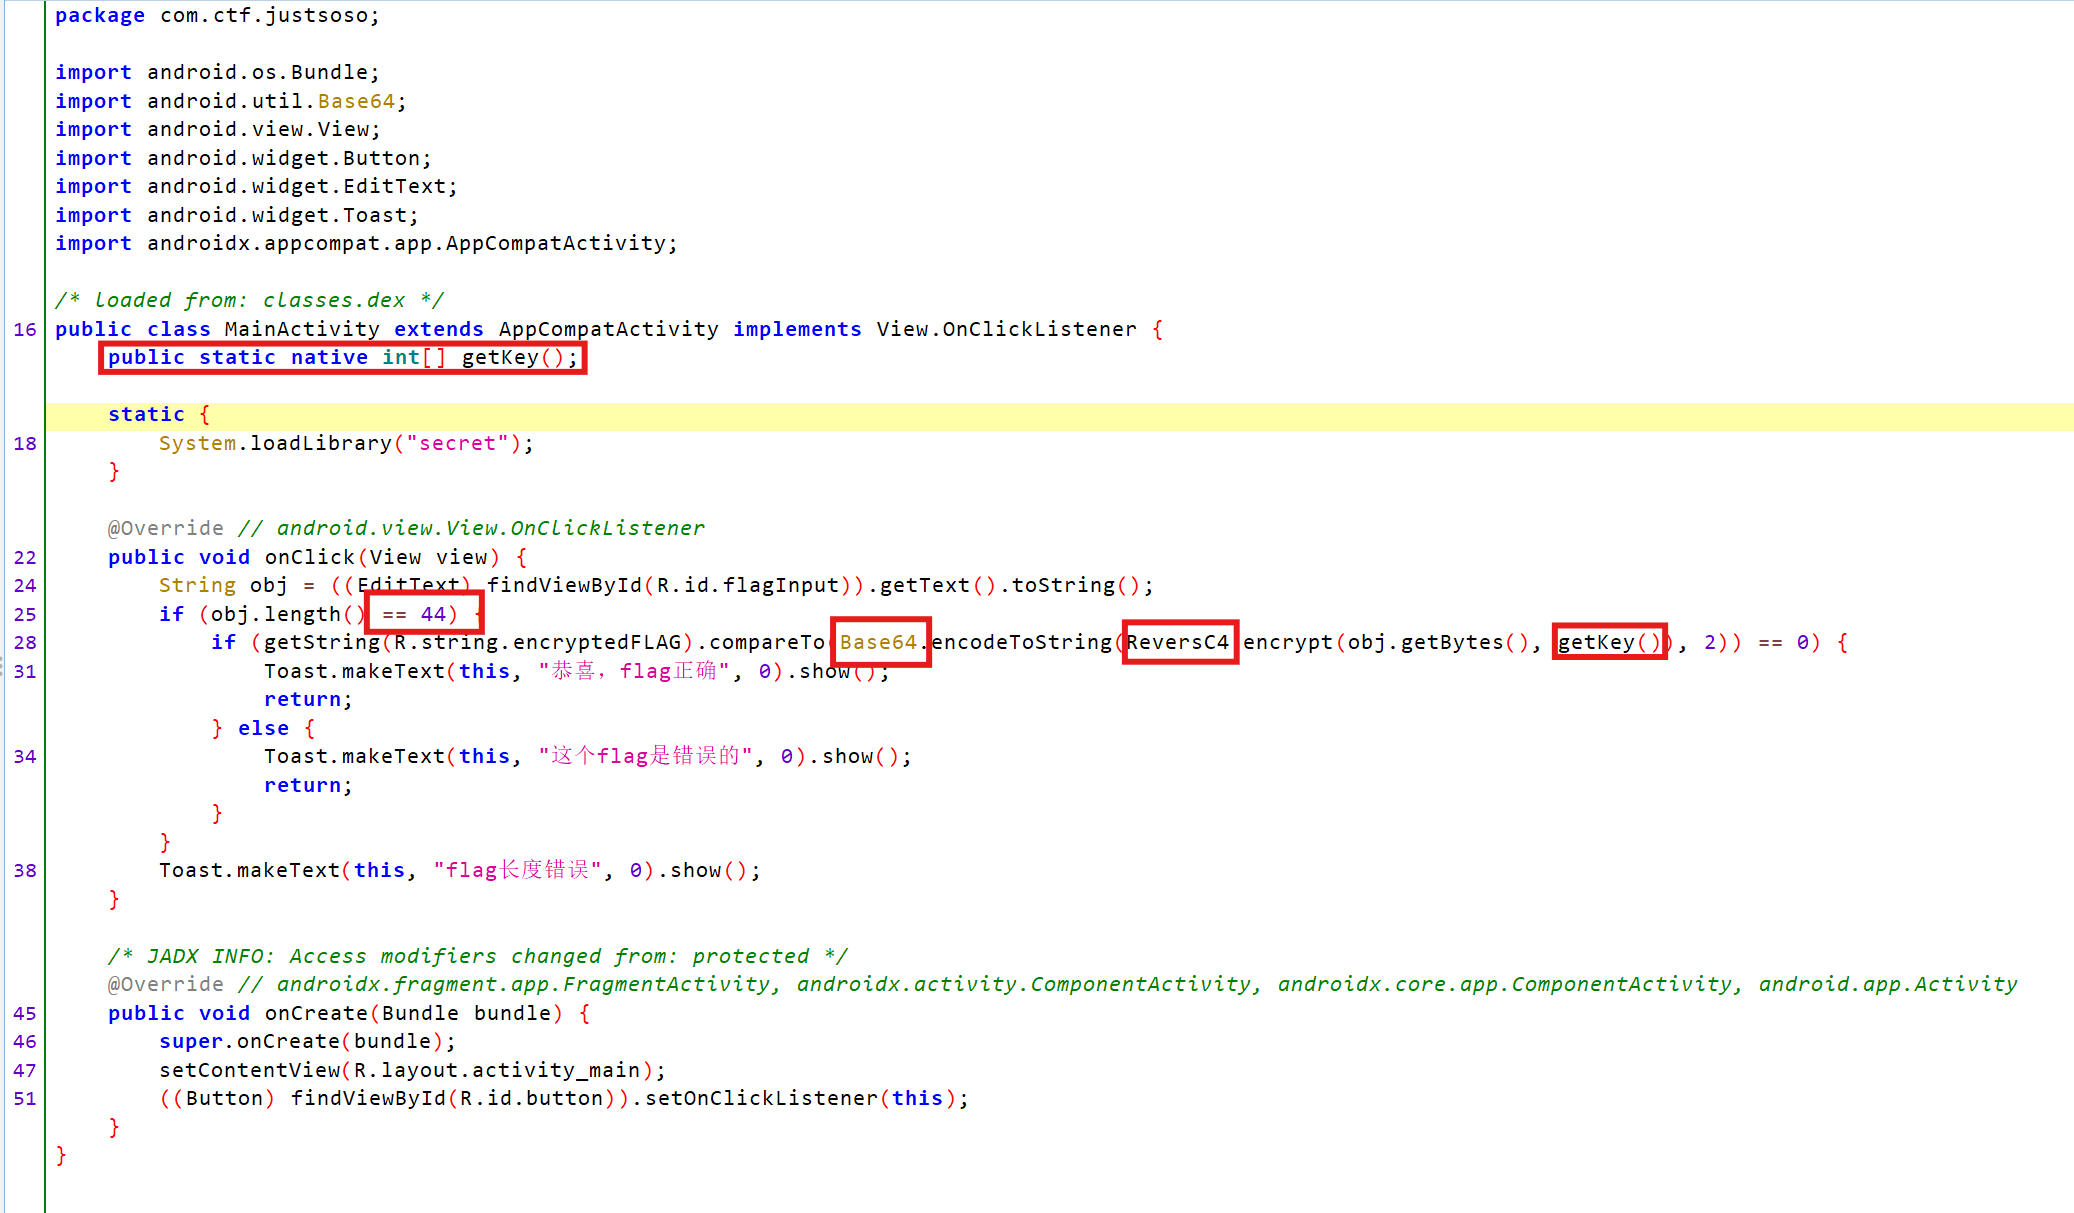 package com.ctf.justsoso;
import android.os.Bundle;
import android.util.Base64;
import android.view.View;
import android.widget.Button;
import android.widget.EditText;
import android.widget.Toast;
import androidx.appcompat.app.AppCompatActivity;
/* loaded from: classes.dex */
16 public class MainActivity extends AppCompatActivity implements View.OnClickListener {
public static native int[] getKey();
static {
18 System.loadLibrary("secret");
}
@Override // android.view.View.OnClickListener
22 public void onClick(View view) {
24 String obj = ((EditText) findViewById(R.id.flagInput)).getText().toString();
25 if (obj.length() == 44) {
28 if (getString(R.string.encryptedFLAG).compareTo(Base64.encodeToString(ReversC4.encrypt(obj.getBytes(), getKey()), 2)) == 0) {
31 Toast.makeText(this, "恭喜，flag正确", 0).show();
return;
} else {
34 Toast.makeText(this, "这个flag是错误的", 0).show();
return;
}
}
38 Toast.makeText(this, "flag长度错误", 0).show();
}
/* JADX INFO: Access modifiers changed from: protected */
@Override // androidx.fragment.app.FragmentActivity, androidx.activity.ComponentActivity, androidx.core.app.ComponentActivity, android.app.Activity
45 public void onCreate(Bundle bundle) {
46 super.onCreate(bundle);
47 setContentView(R.layout.activity_main);
51 ((Button) findViewById(R.id.button)).setOnClickListener(this);
}
}